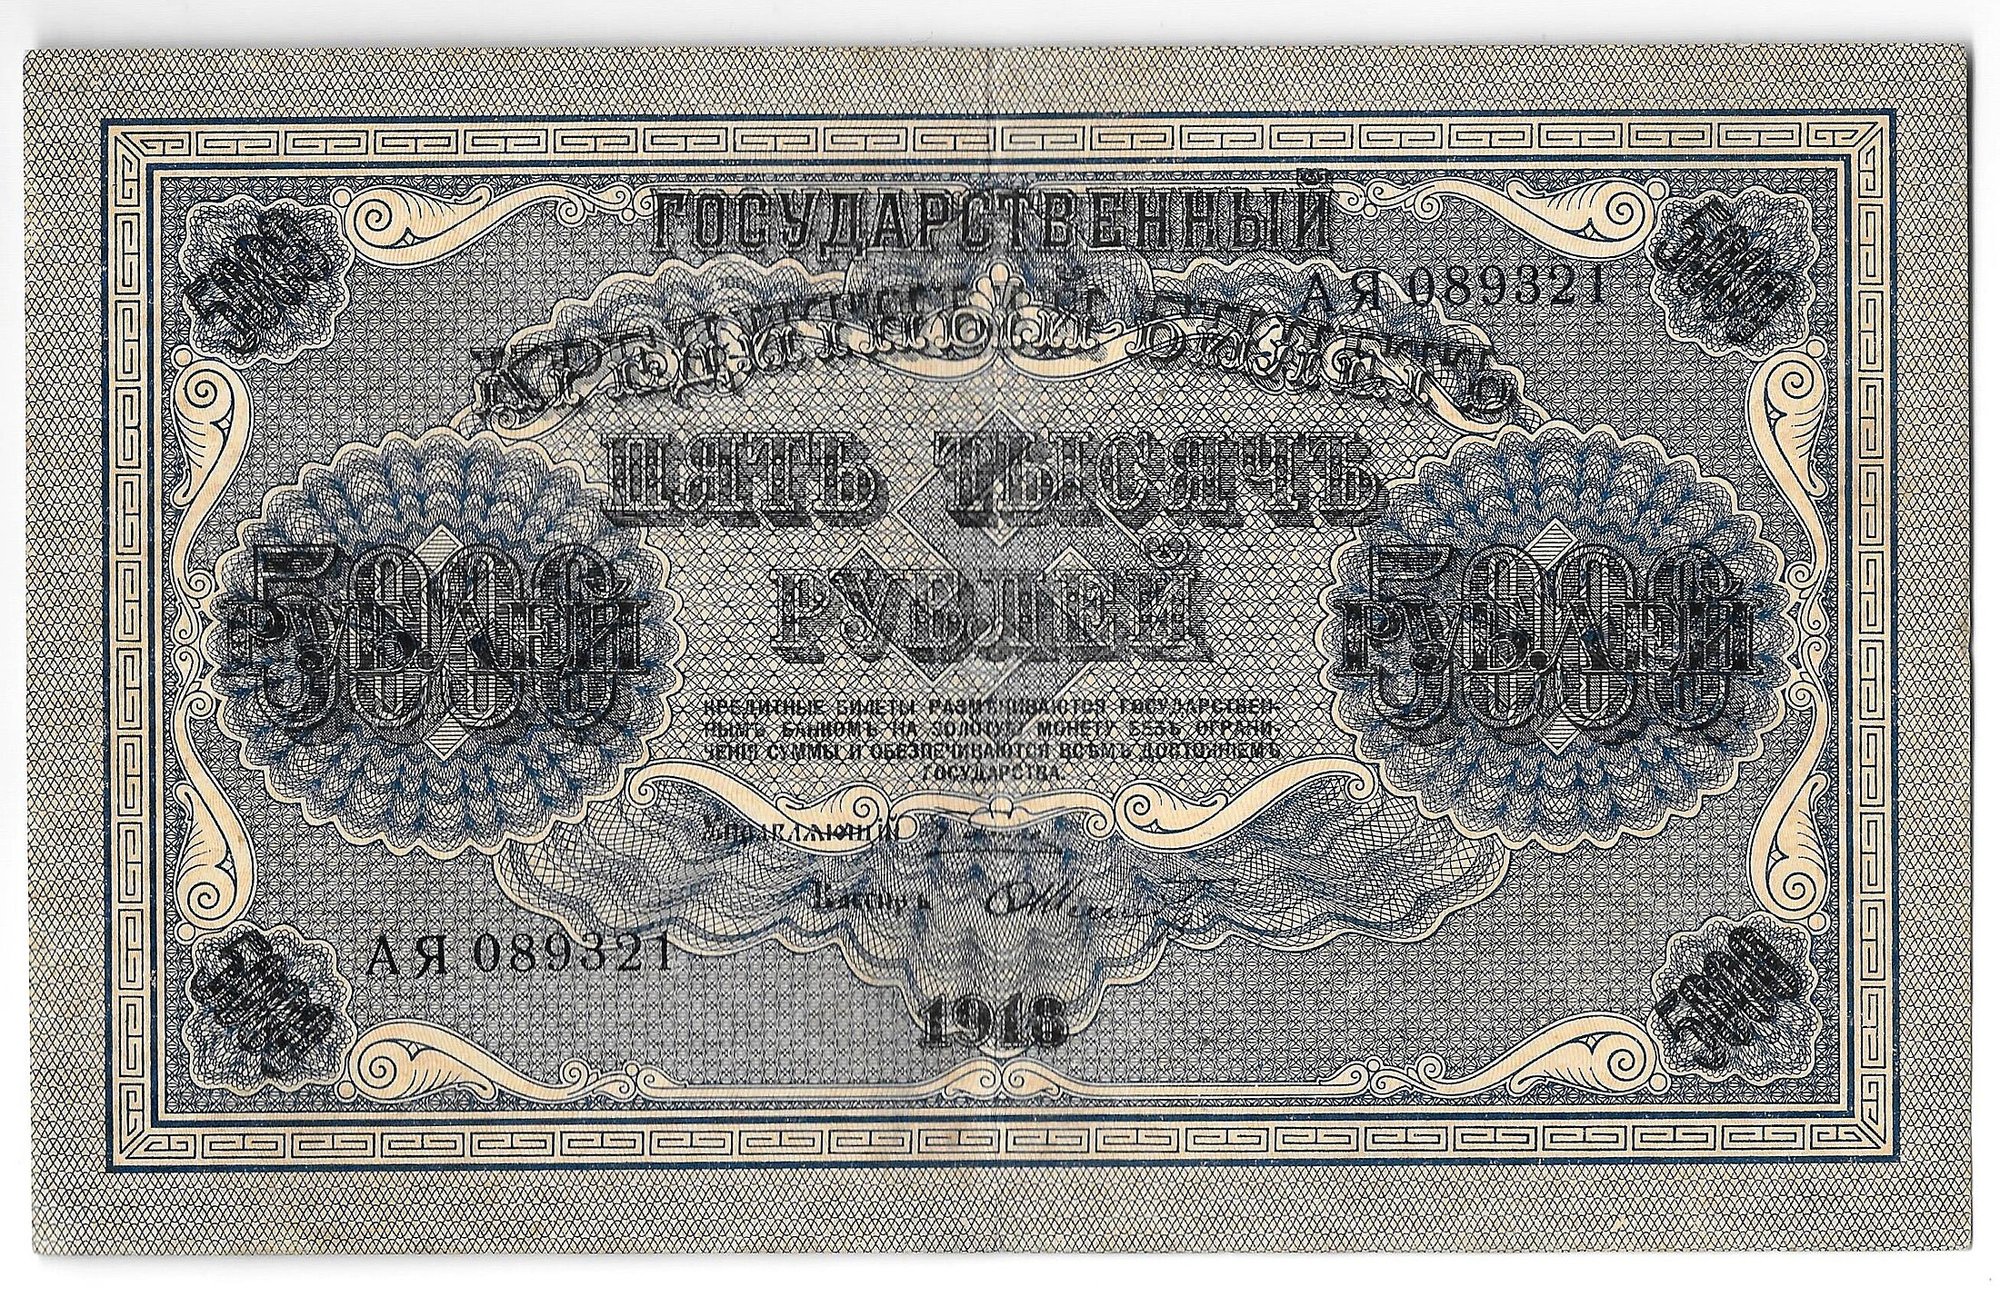 5000
5000
ГОСУДАРСТВЕННЫЙ
АЯ 089321
КРЕДИТНЫЙ БИЛЕТЪ
ПЯТЬ ТЫСЯЧЪ
РУБЛЕЙ
5000
РУБЛЕЙ
5000
РУБЛЕЙ
КРЕДИТНЫЕ БИЛЕТЫ РАЗМѢНИВАЮТСЯ ГОСУДАРСТВЕН-
НЫМЪ БАНКОМЪ НА ЗОЛОТУЮ МОНЕТУ БЕЗЪ ОГРАНИ-
ЧЕНІЯ СУММЫ И ОБЕЗПЕЧИВАЮТСЯ ВСѢМЪ ДОСТОЯНІЕМЪ
ГОСУДАРСТВА.
Управляющій
Кассиръ
АЯ 089321
1918
5000
5000